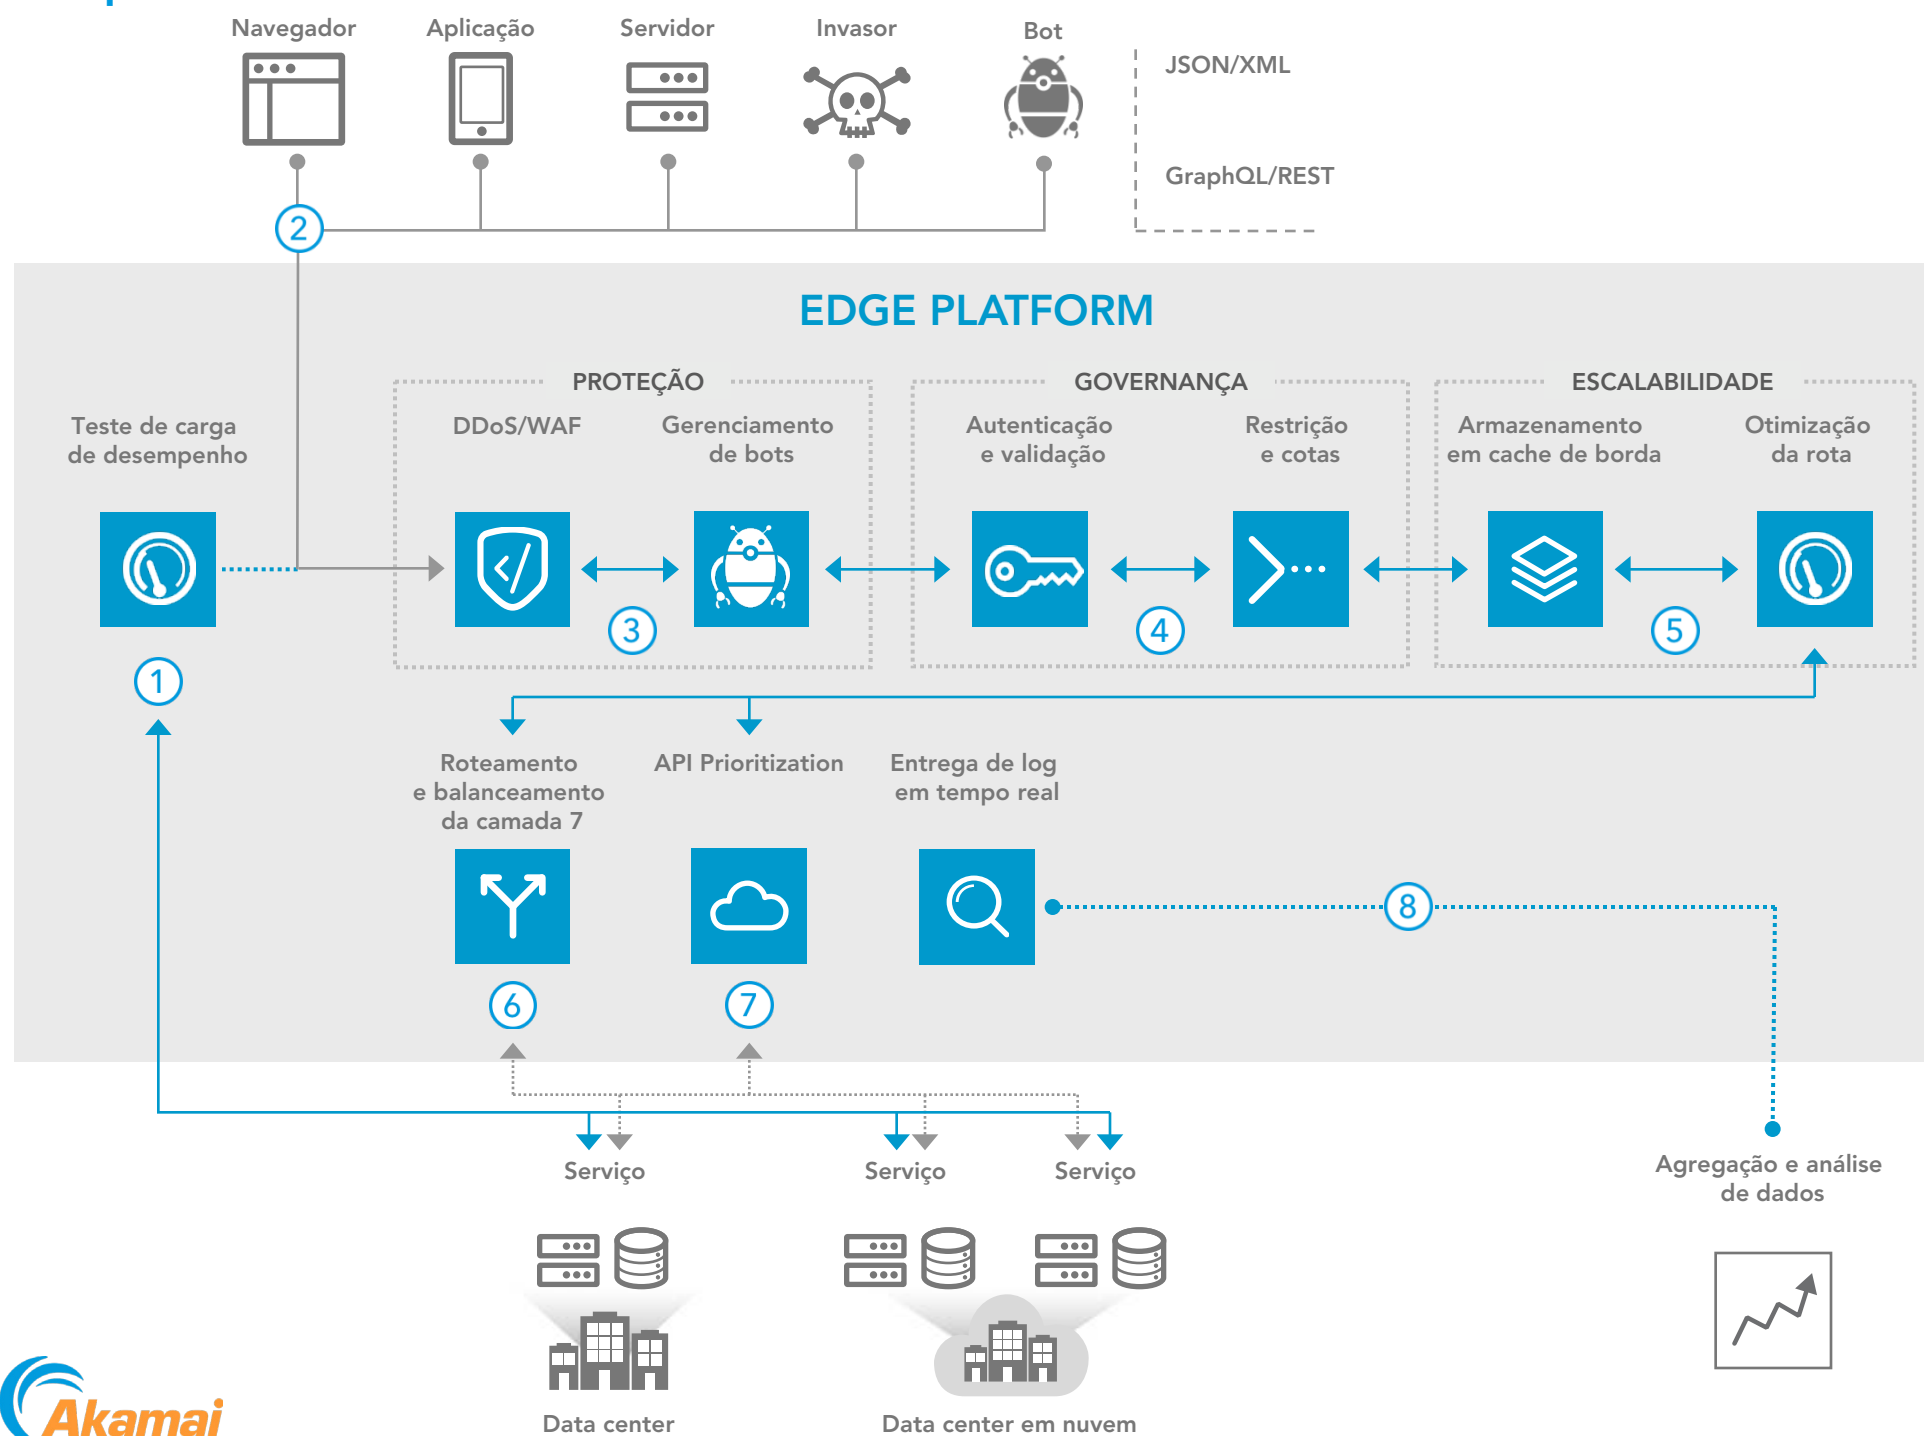 Navegador
Aplicação
Servidor
Invasor
Bot
JSON/XML
GraphQL/REST
2
EDGE PLATFORM
PROTEÇÃO
GOVERNANÇA
ESCALABILIDADE
Teste de carga
de desempenho
DDoS/WAF
Gerenciamento
de bots
Autenticação
e validação
Restrição
e cotas
Armazenamento
em cache de borda
Otimização
da rota
3
4
5
1
Roteamento
e balanceamento
da camada 7
API Prioritization
Entrega de log
em tempo real
8
6
7
Serviço
Serviço
Serviço
Agregação e análise
de dados
Akamai
Data center
Data center em nuvem